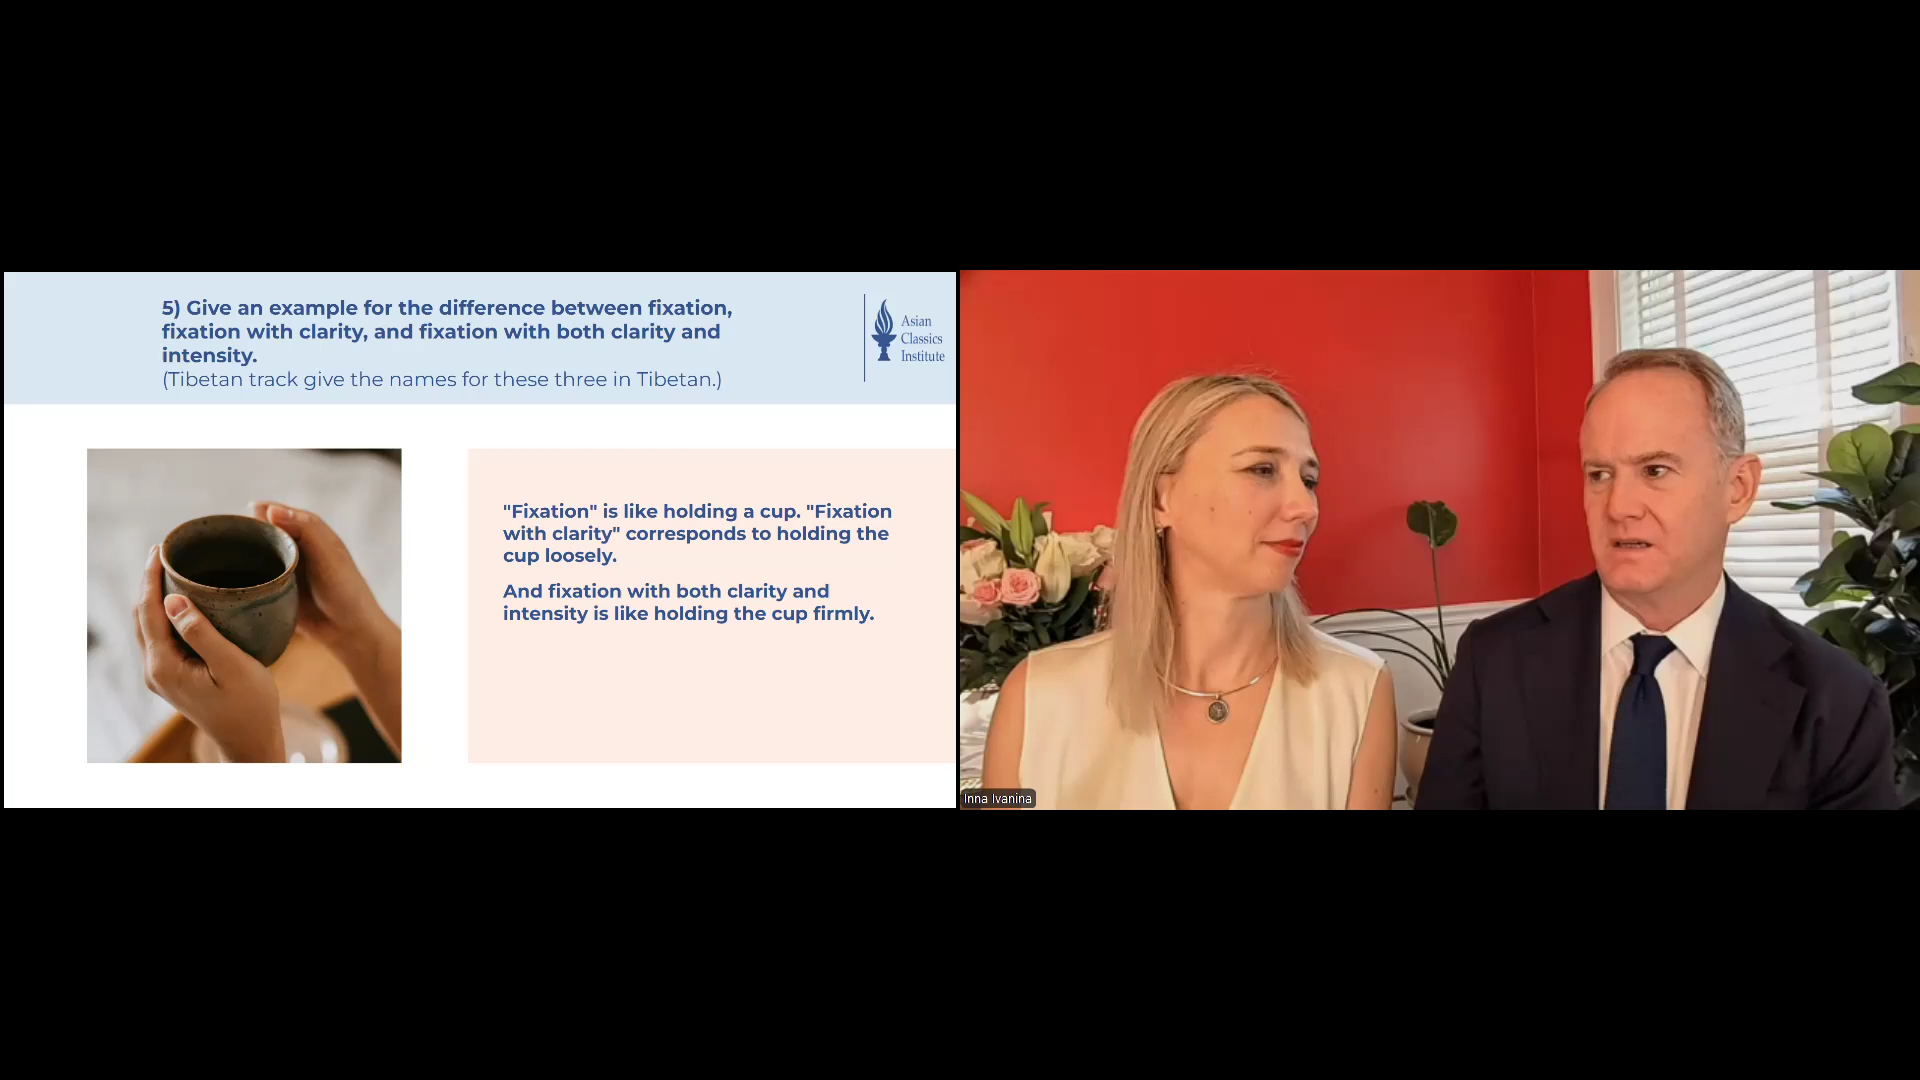 5) Give an example for the difference between fixation,
fixation with clarity, and fixation with both clarity and
intensity.
(Tibetan track give the names for these three in Tibetan.)
Asian
Classics
Institute
"Fixation" is like holding a cup. "Fixation
with clarity" corresponds to holding the
cup loosely.
And fixation with both clarity and
intensity is like holding the cup firmly.
Inna Ivanina